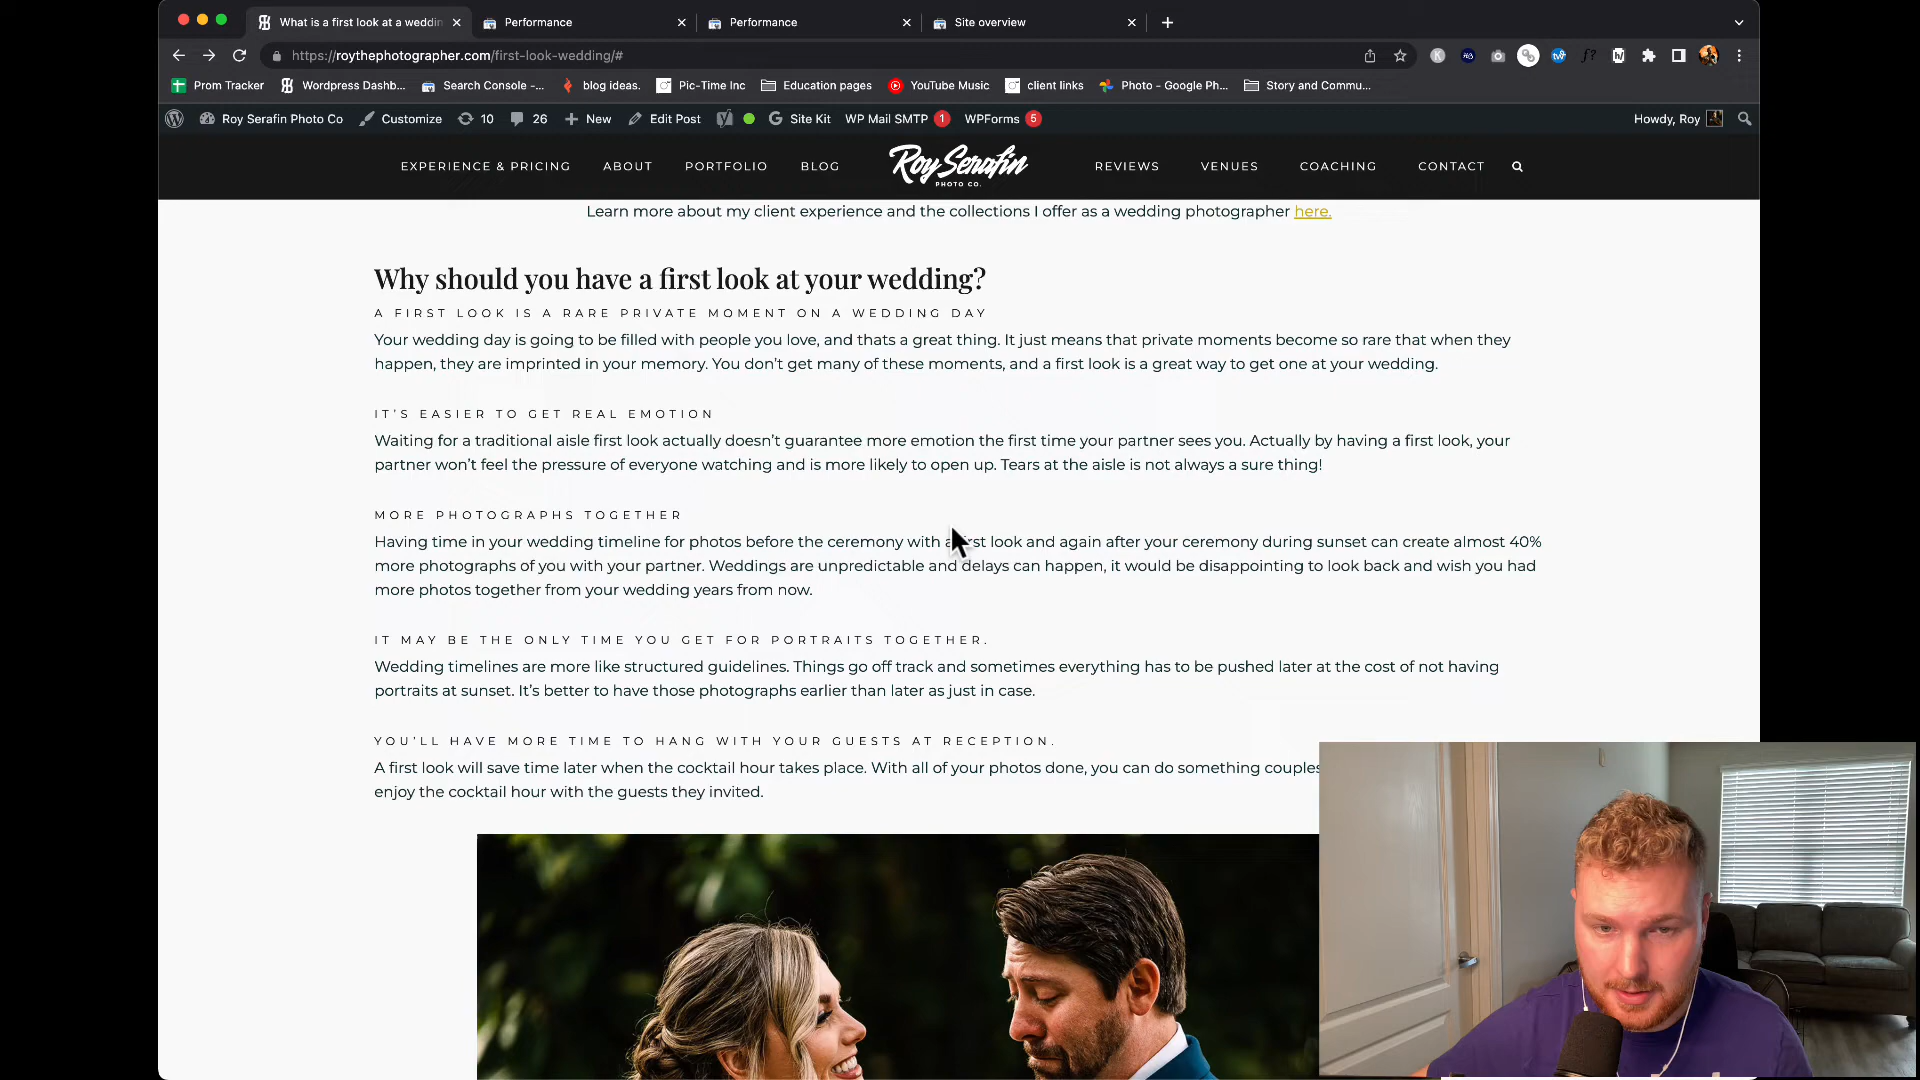 What is a first look at a weddin
Performance
Performance
Site overview
https://roythephotographer.com/first-look-wedding/#
Prom Tracker
Wordpress Dashb...
Search Console -...
blog ideas.
Pic-Time Inc
Education pages
YouTube Music
client links
Photo - Google Ph...
Story and Commu...
Roy Serafin Photo Co
Customize
10
26
New
Edit Post
Site Kit
WP Mail SMTP 1
WPForms 5
Howdy, Roy
EXPERIENCE & PRICING
ABOUT
PORTFOLIO
BLOG
Roy Serafin
PHOTO CO.
REVIEWS
VENUES
COACHING
CONTACT
Learn more about my client experience and the collections I offer as a wedding photographer here.
Why should you have a first look at your wedding?
A FIRST LOOK IS A RARE PRIVATE MOMENT ON A WEDDING DAY
Your wedding day is going to be filled with people you love, and thats a great thing. It just means that private moments become so rare that when they
happen, they are imprinted in your memory. You don't get many of these moments, and a first look is a great way to get one at your wedding.
IT'S EASIER TO GET REAL EMOTION
Waiting for a traditional aisle first look actually doesn't guarantee more emotion the first time your partner sees you. Actually by having a first look, your
partner won't feel the pressure of everyone watching and is more likely to open up. Tears at the aisle is not always a sure thing!
MORE PHOTOGRAPHS TOGETHER
Having time in your wedding timeline for photos before the ceremony with a first look and again after your ceremony during sunset can create almost 40%
more photographs of you with your partner. Weddings are unpredictable and delays can happen, it would be disappointing to look back and wish you had
more photos together from your wedding years from now.
IT MAY BE THE ONLY TIME YOU GET FOR PORTRAITS TOGETHER.
Wedding timelines are more like structured guidelines. Things go off track and sometimes everything has to be pushed later at the cost of not having
portraits at sunset. It's better to have those photographs earlier than later as just in case.
YOU'LL HAVE MORE TIME TO HANG WITH YOUR GUESTS AT RECEPTION.
A first look will save time later when the cocktail hour takes place. With all of your photos done, you can do something couples
enjoy the cocktail hour with the guests they invited.